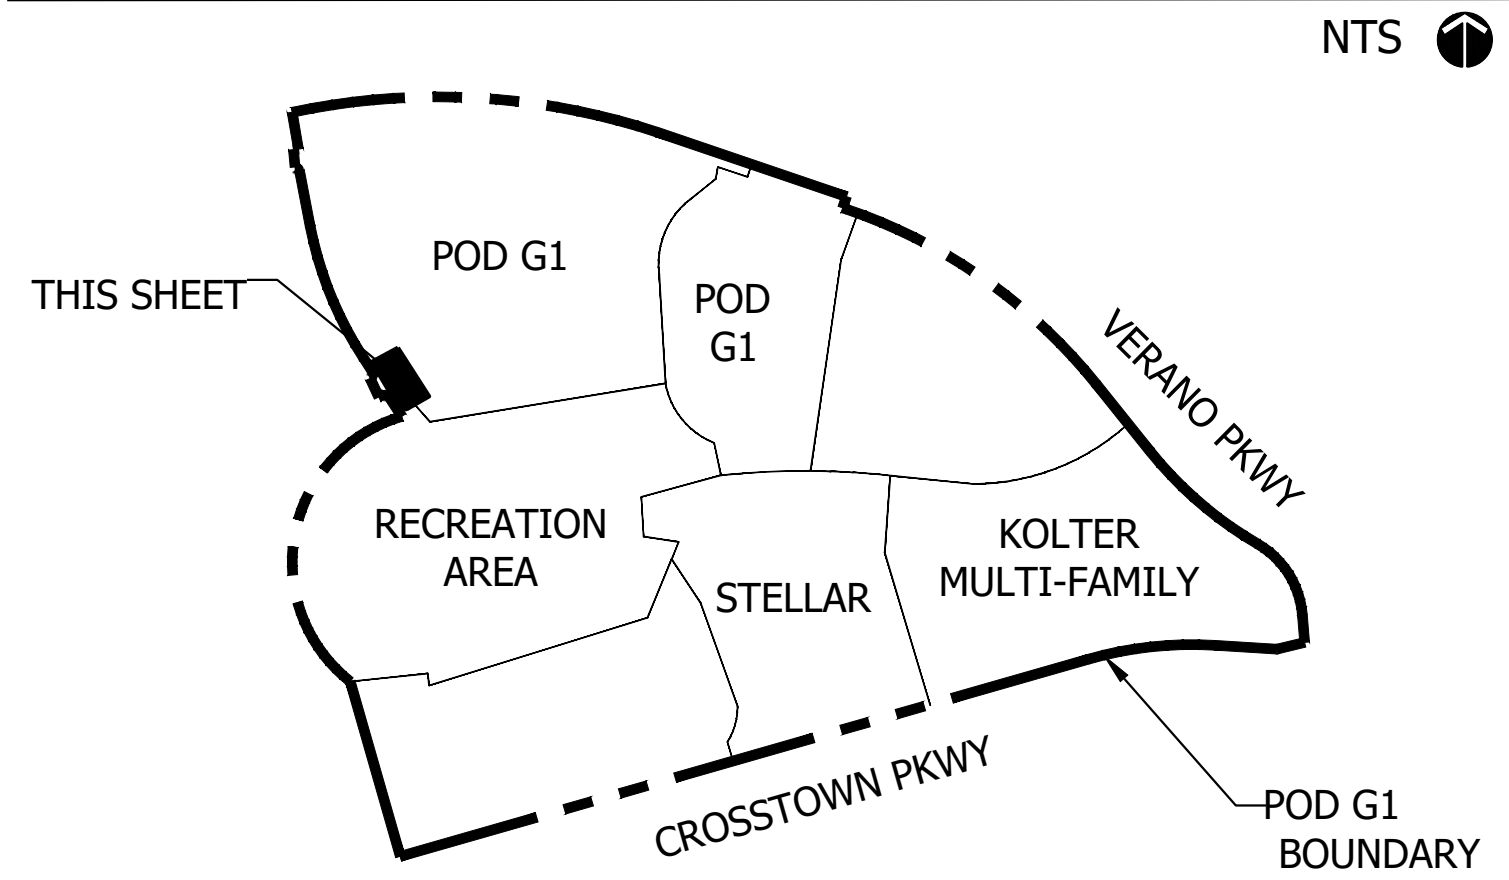 NTS
POD G1
THIS SHEET
POD
G1
VERANO PKWY
RECREATION
AREA
STELLAR
KOLTER
MULTI-FAMILY
CROSSTOWN PKWY
POD G1
BOUNDARY